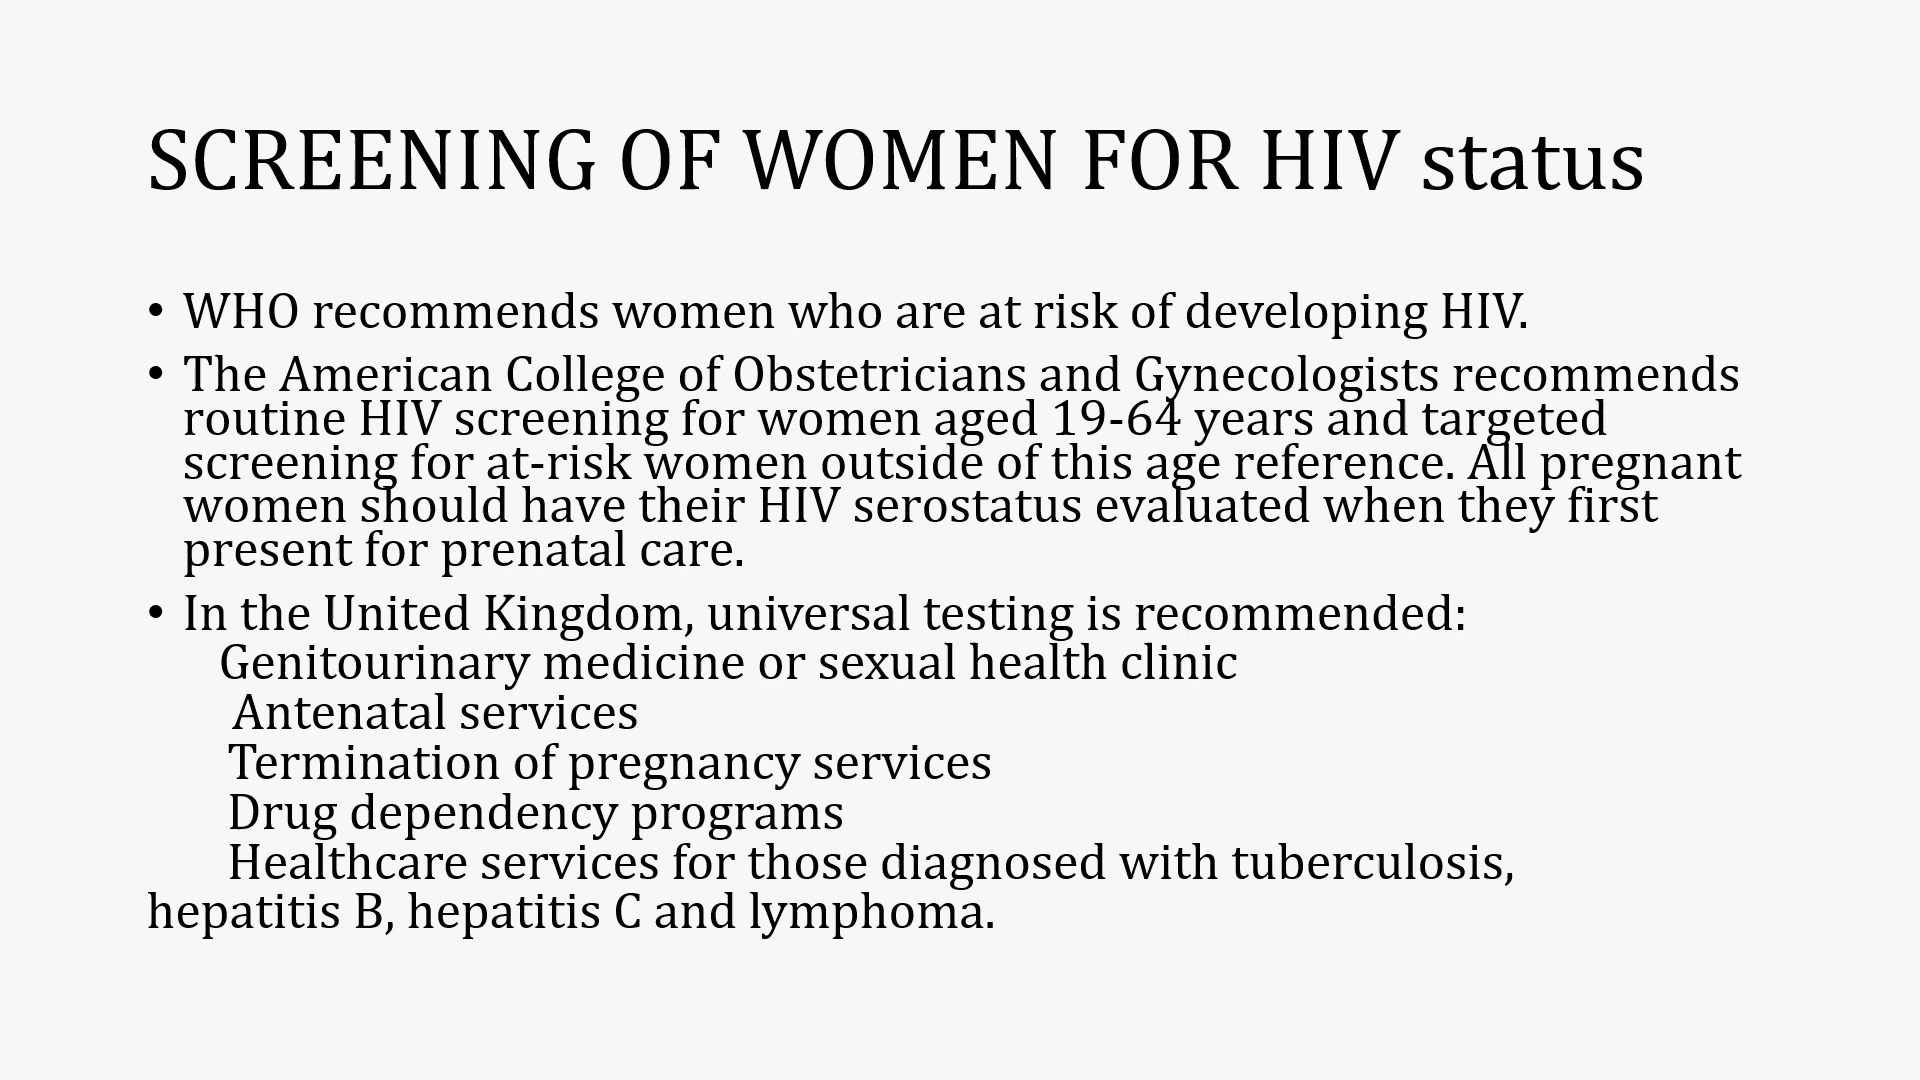 SCREENING OF WOMEN FOR HIV status
• WHO recommends women who are at risk of developing HIV.
• The American College of Obstetricians and Gynecologists recommends
routine HIV screening for women aged 19-64 years and targeted
screening for at-risk women outside of this age reference. All pregnant
women should have their HIV serostatus evaluated when they first
present for prenatal care.
• In the United Kingdom, universal testing is recommended:
Genitourinary medicine or sexual health clinic
Antenatal services
Termination of pregnancy services
Drug dependency programs
Healthcare services for those diagnosed with tuberculosis,
hepatitis B, hepatitis C and lymphoma.